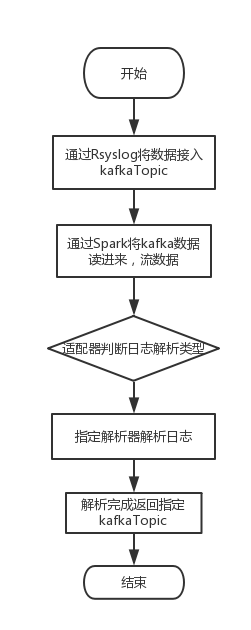 开始
通过Rsyslog将数据接入
kafkaTopic
通过Spark将kafka数据
读进来，流数据
适配器判断日志解析类型
指定解析器解析日志
解析完成返回指定
kafkaTopic
结束